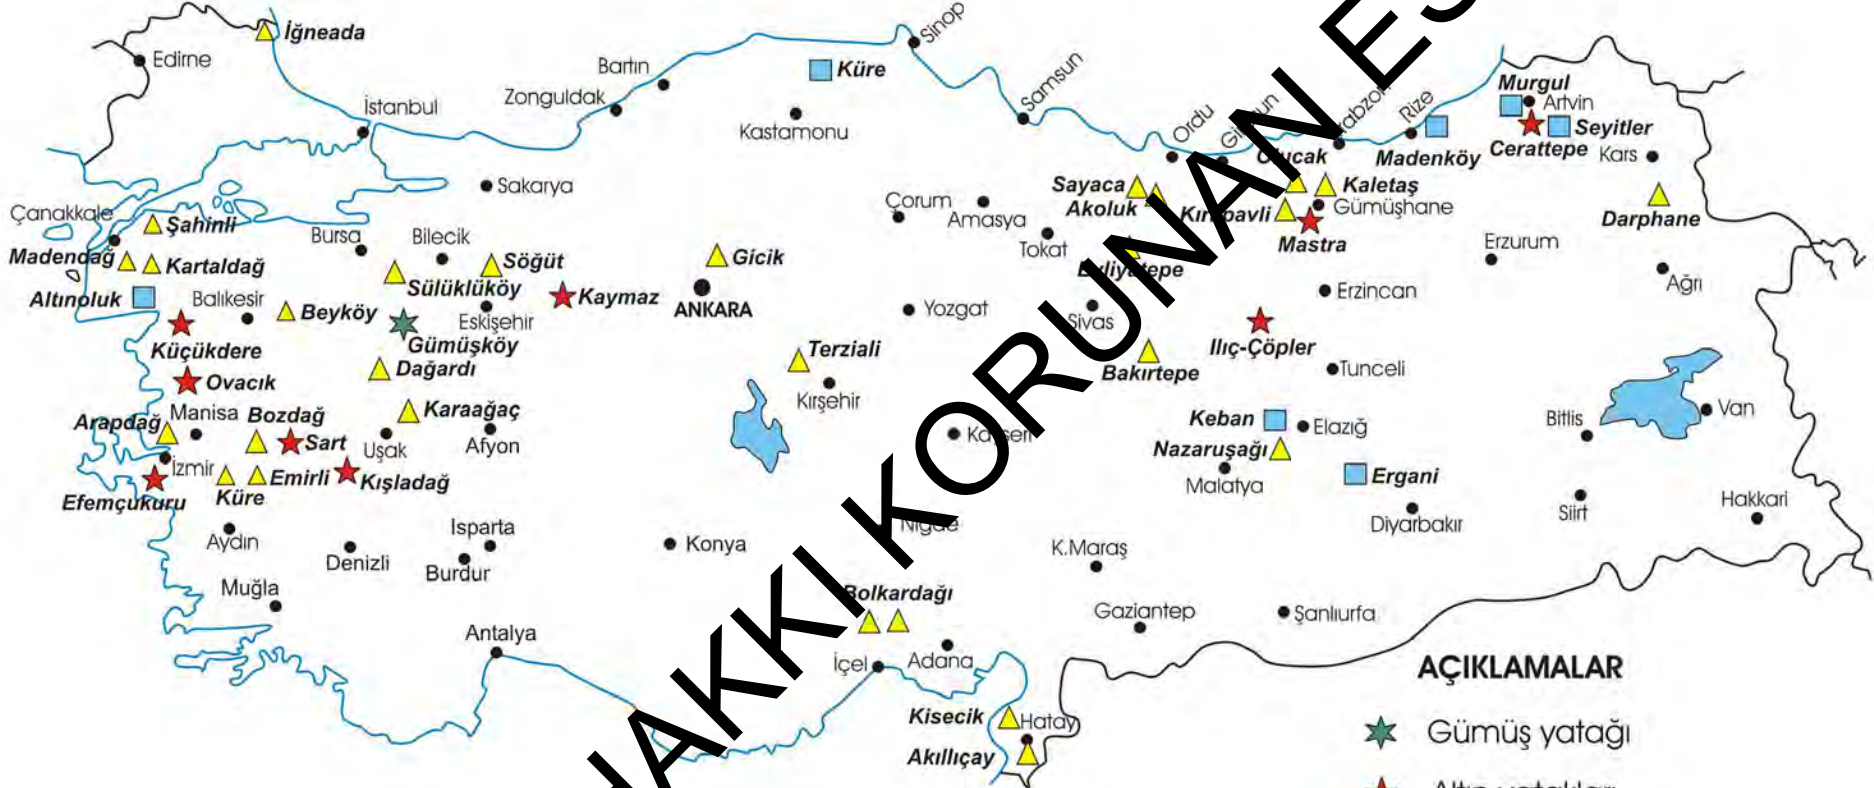 İğneada
Edirne
İstanbul
Zonguldak
Bartın
Küre
Kastamonu
Sinop
Samsun
Ordu
Rize
Murgul
Artvin
Seyitler
Cerattepe
Madenköy
Kars
Darphane
Sakarya
Çorum
Amasya
Tokat
Sayaca
Akoluk
Kaletaş
Gümüşhane
Mastra
Erzurum
Ağrı
Çanakkale
Şahinli
Madendağ
Kartaldağ
Altınoluk
Balıkesir
Bursa
Bilecik
Söğüt
Sülüklüköy
Beyköy
Eskişehir
Kaymaz
Gümüşköy
Gicik
ANKARA
Yozgat
Sivas
Erzincan
Ilıç-Çöpler
Bakırtepe
Tunceli
Küçükdere
Ovacık
Dağardı
Terziali
Kırşehir
Arapdağ
Manisa
Bozdağ
Sart
Karaağaç
Uşak
Afyon
İzmir
Emirli
Kışladağ
Efemçukuru
Küre
Keban
Elazığ
Nazaruşağı
Malatya
Ergani
Diyarbakır
Bitlis
Van
Siirt
Hakkari
Aydın
Denizli
Isparta
Burdur
Konya
Muğla
Antalya
K.Maraş
Gaziantep
Şanlıurfa
Bolkardağı
İçel
Adana
Kisecik
Hatay
Akıllıçay
HAKKI KORUNAN
AÇIKLAMALAR
Gümüş yatağı
Altın yatakları